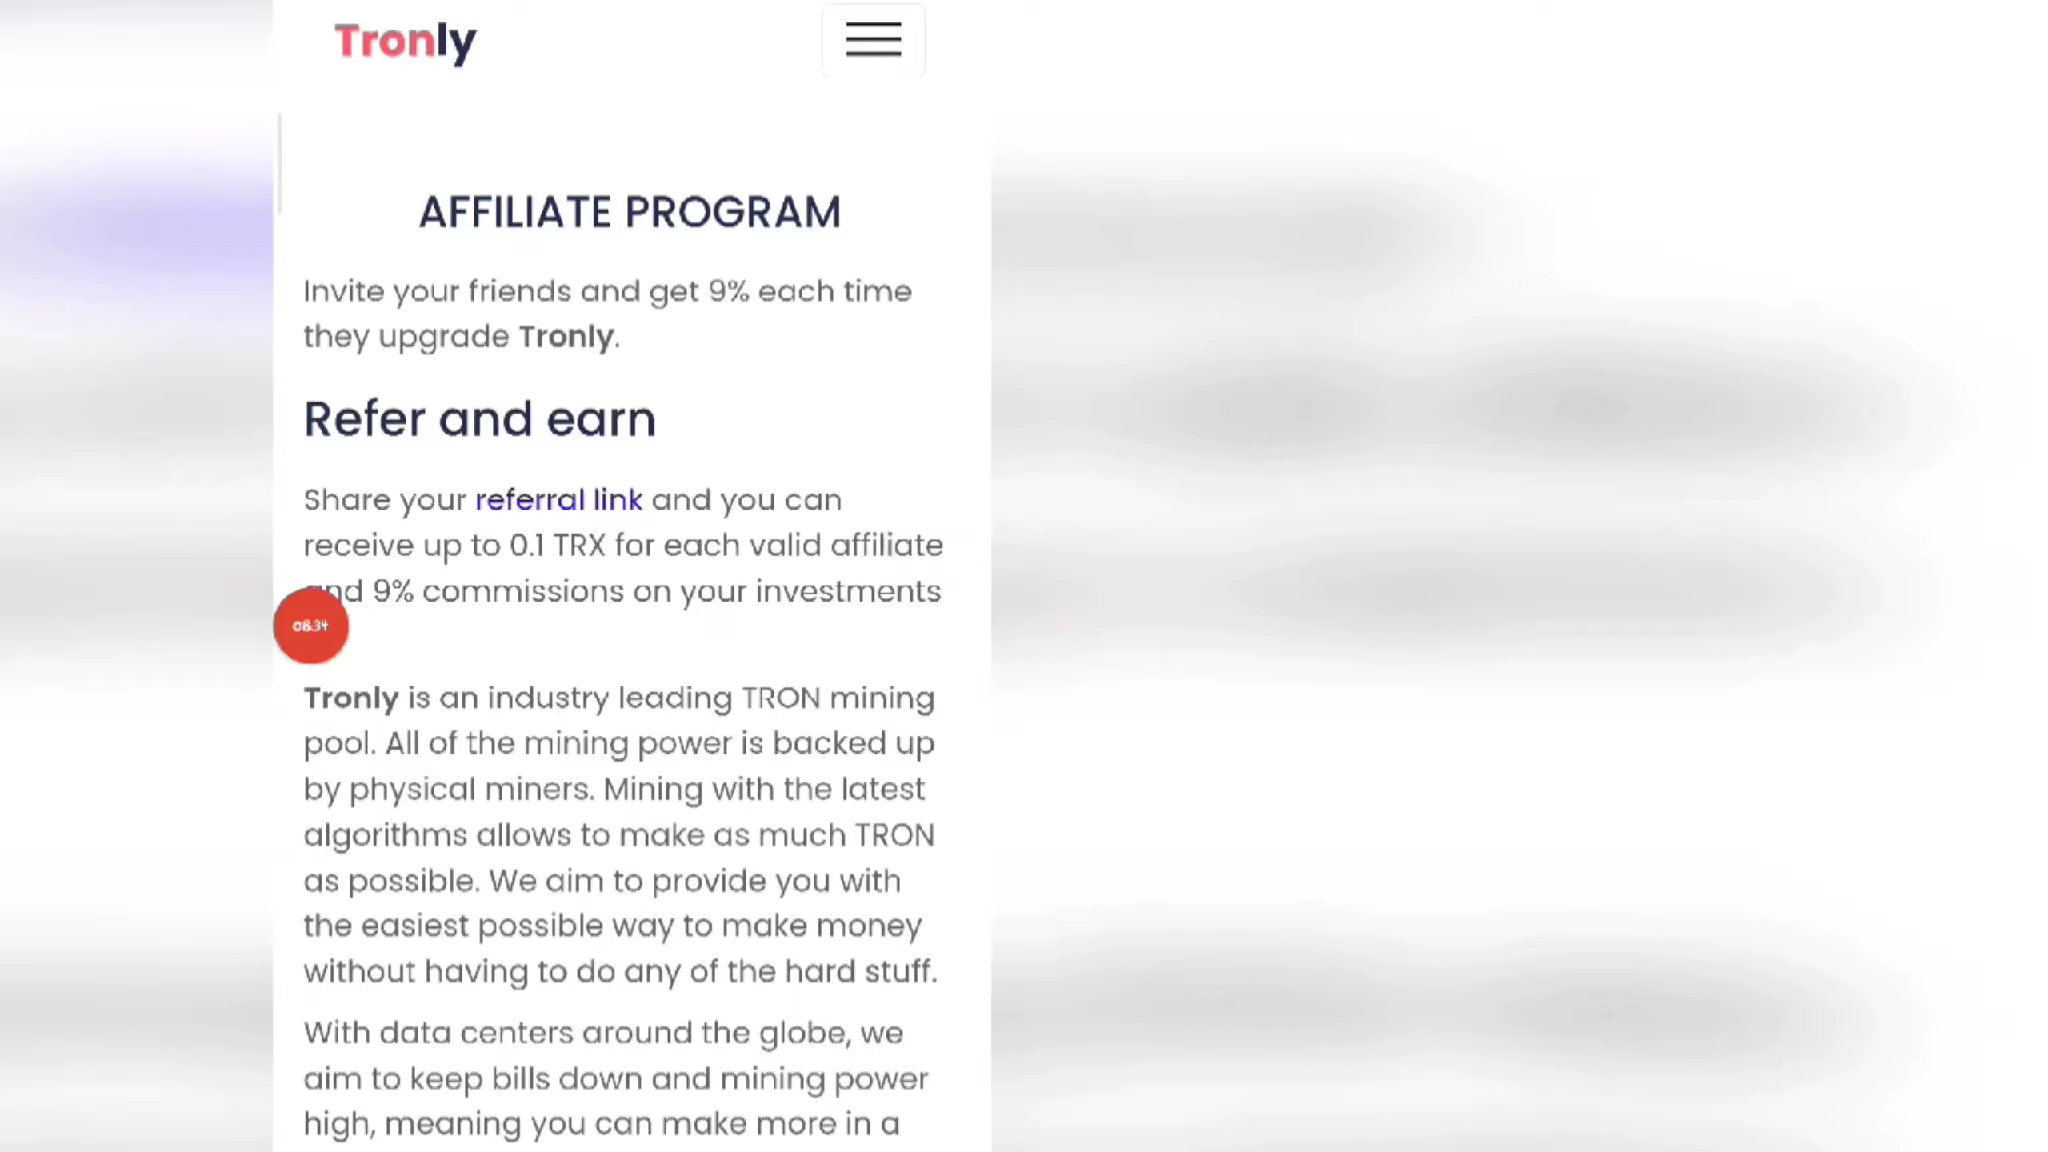 Tronly
AFFILIATE PROGRAM
Invite your friends and get 9% each time
they upgrade Tronly.
Refer and earn
Share your referral link and you can
receive up to 0.1 TRX for each valid affiliate
and 9% commissions on your investments
08:34
Tronly is an industry leading TRON mining
pool. All of the mining power is backed up
by physical miners. Mining with the latest
algorithms allows to make as much TRON
as possible. We aim to provide you with
the easiest possible way to make money
without having to do any of the hard stuff.
With data centers around the globe, we
aim to keep bills down and mining power
high, meaning you can make more in a